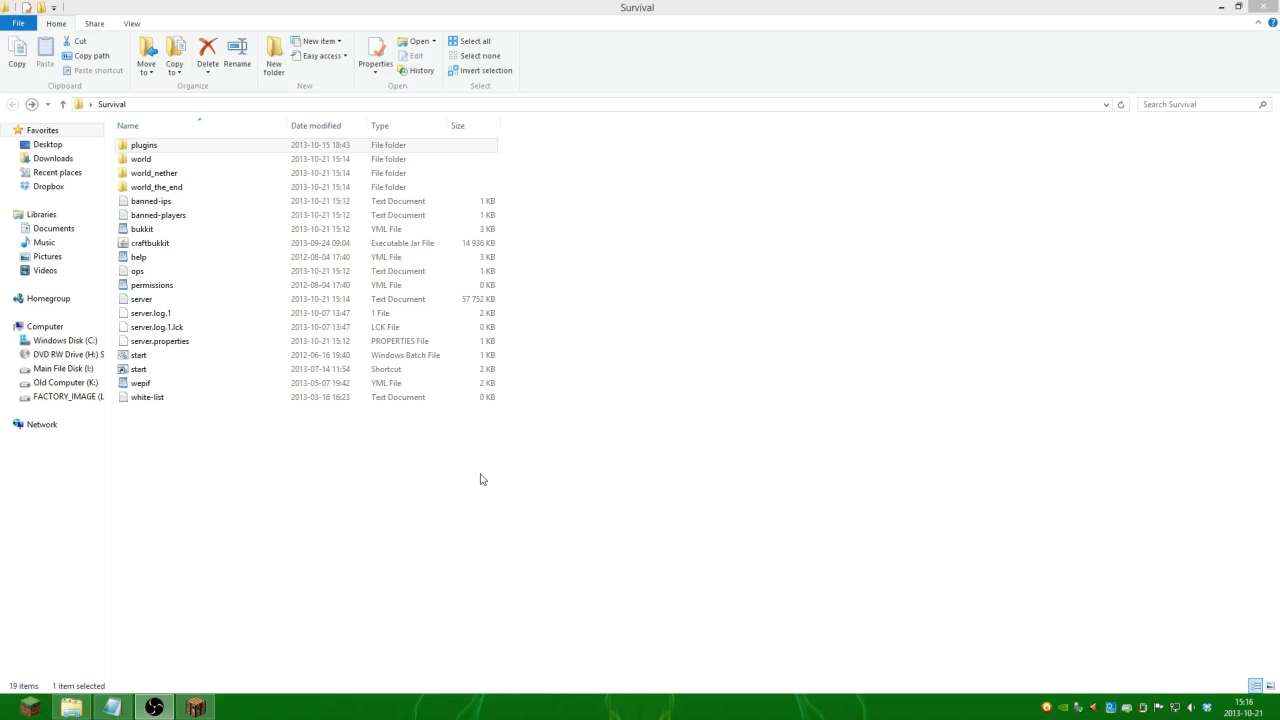 Survival
File Home Share View
Copy
Paste
Cut
Copy path
Paste shortcut
Clipboard
Move to
Copy to
Delete
Rename
Organize
New folder
New item
Easy access
New
Properties
Open
Edit
History
Open
Select all
Select none
Invert selection
Select
Survival
Search Survival
Favorites
Desktop
Downloads
Recent places
Dropbox
Libraries
Documents
Music
Pictures
Videos
Homegroup
Computer
Windows Disk (C:)
DVD RW Drive (H:) S
Main File Disk (I:)
Old Computer (K:)
FACTORY_IMAGE (L
Network
Name Date modified Type Size
plugins 2013-10-15 18:43 File folder
world 2013-10-21 15:14 File folder
world_nether 2013-10-21 15:14 File folder
world_the_end 2013-10-21 15:14 File folder
banned-ips 2013-10-21 15:12 Text Document 1 KB
banned-players 2013-10-21 15:12 Text Document 1 KB
bukkit 2013-10-21 15:12 YML File 3 KB
craftbukkit 2013-09-24 09:04 Executable Jar File 14 936 KB
help 2012-08-04 17:40 YML File 3 KB
ops 2013-10-21 15:12 Text Document 1 KB
permissions 2012-08-04 17:40 YML File 0 KB
server 2013-10-21 15:14 Text Document 57 752 KB
server.log.1 2013-10-07 13:47 1 File 2 KB
server.log.1.lck 2013-10-07 13:47 LCK File 0 KB
server.properties 2013-10-21 15:12 PROPERTIES File 1 KB
start 2012-06-16 19:40 Windows Batch File 1 KB
start 2013-07-14 11:54 Shortcut 2 KB
wepif 2013-05-07 19:42 YML File 2 KB
white-list 2013-03-16 16:23 Text Document 0 KB
19 items 1 item selected
15:16
2013-10-21